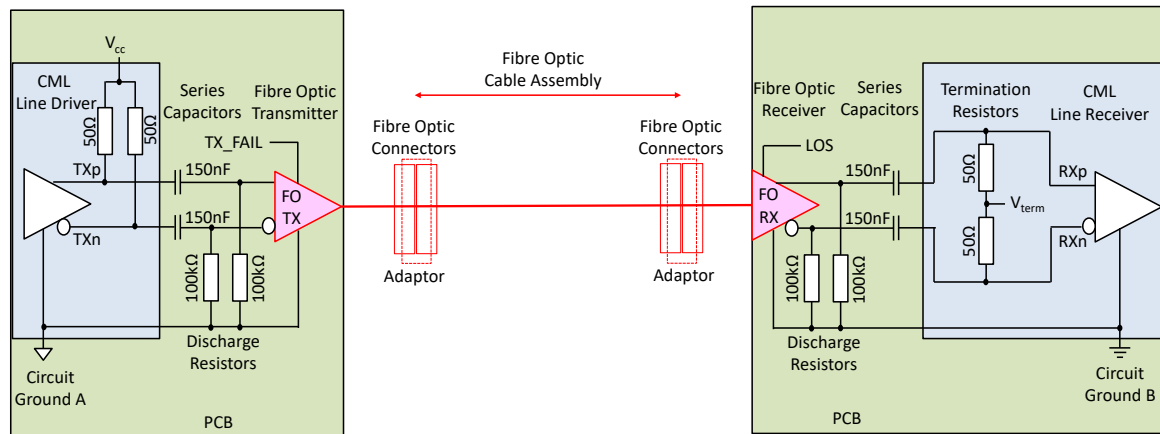 V_cc
CML
Line Driver
50Ω
50Ω
TXp
TXn
Series
Capacitors
150nF
150nF
Fibre Optic
Transmitter
TX_FAIL
FO
TX
100kΩ
100kΩ
Discharge
Resistors
Circuit
Ground A
PCB
Fibre Optic
Cable Assembly
Fibre Optic
Connectors
Adaptor
Fibre Optic
Connectors
Adaptor
Fibre Optic
Receiver
LOS
FO
RX
Series
Capacitors
150nF
150nF
100kΩ
100kΩ
Discharge
Resistors
Termination
Resistors
50Ω
V_term
50Ω
CML
Line Receiver
RXp
RXn
Circuit
Ground B
PCB